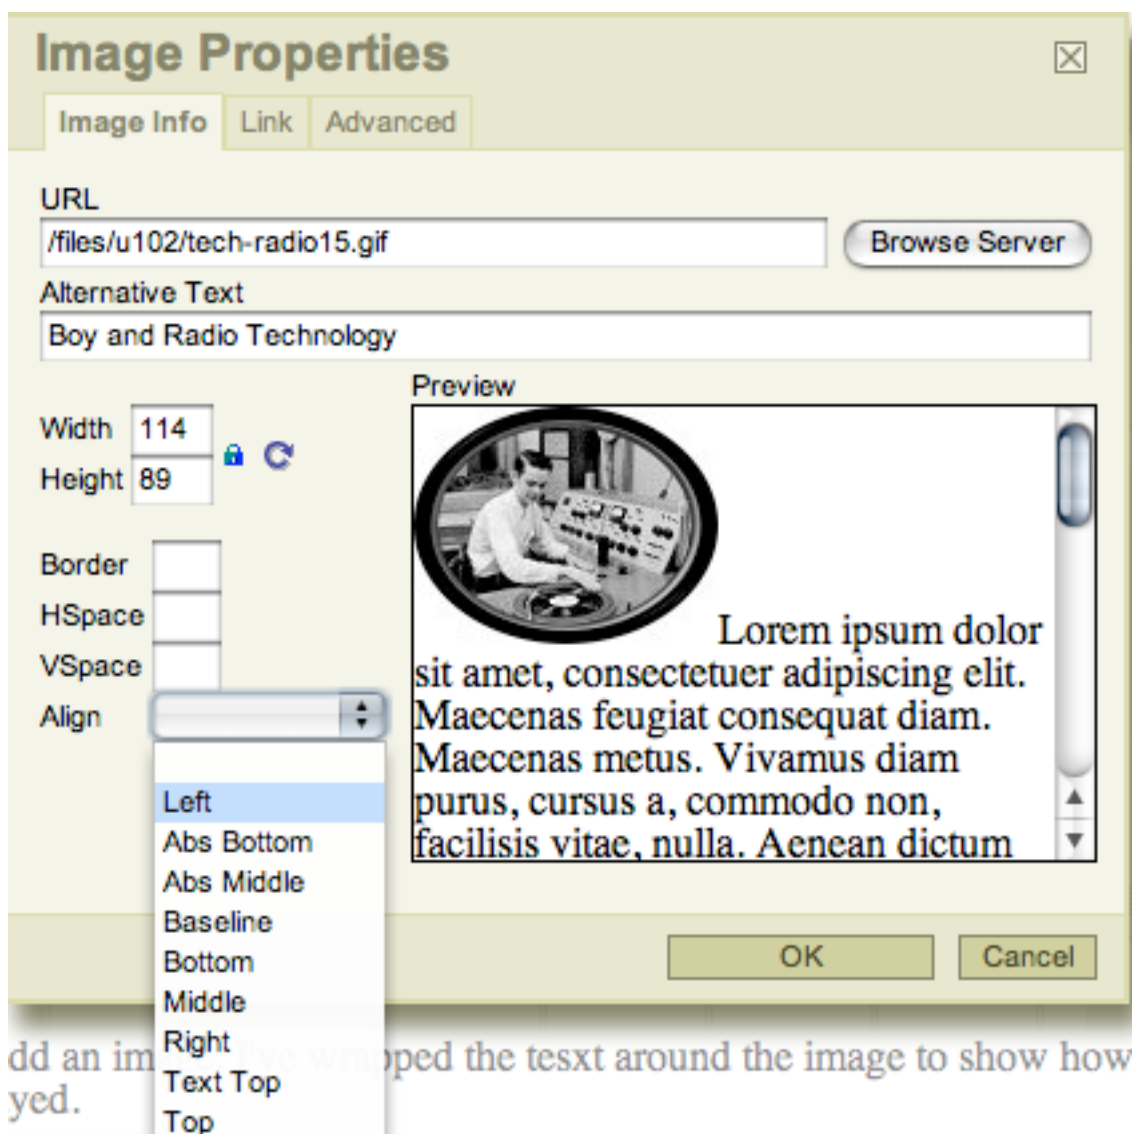 Image Properties
Image Info Link Advanced
URL
/files/u102/tech-radio15.gif
Browse Server
Alternative Text
Boy and Radio Technology
Width 114
Height 89
Border
HSpace
VSpace
Align
Left
Abs Bottom
Abs Middle
Baseline
Bottom
Middle
Right
Text Top
Top
Preview
Lorem ipsum dolor
sit amet, consectetuer adipiscing elit.
Maecenas feugiat consequat diam.
Maecenas metus. Vivamus diam
purus, cursus a, commodo non,
facilisis vitae, nulla. Aenean dictum
OK Cancel
dd an im I've wrapped the tesxt around the image to show how
yed.